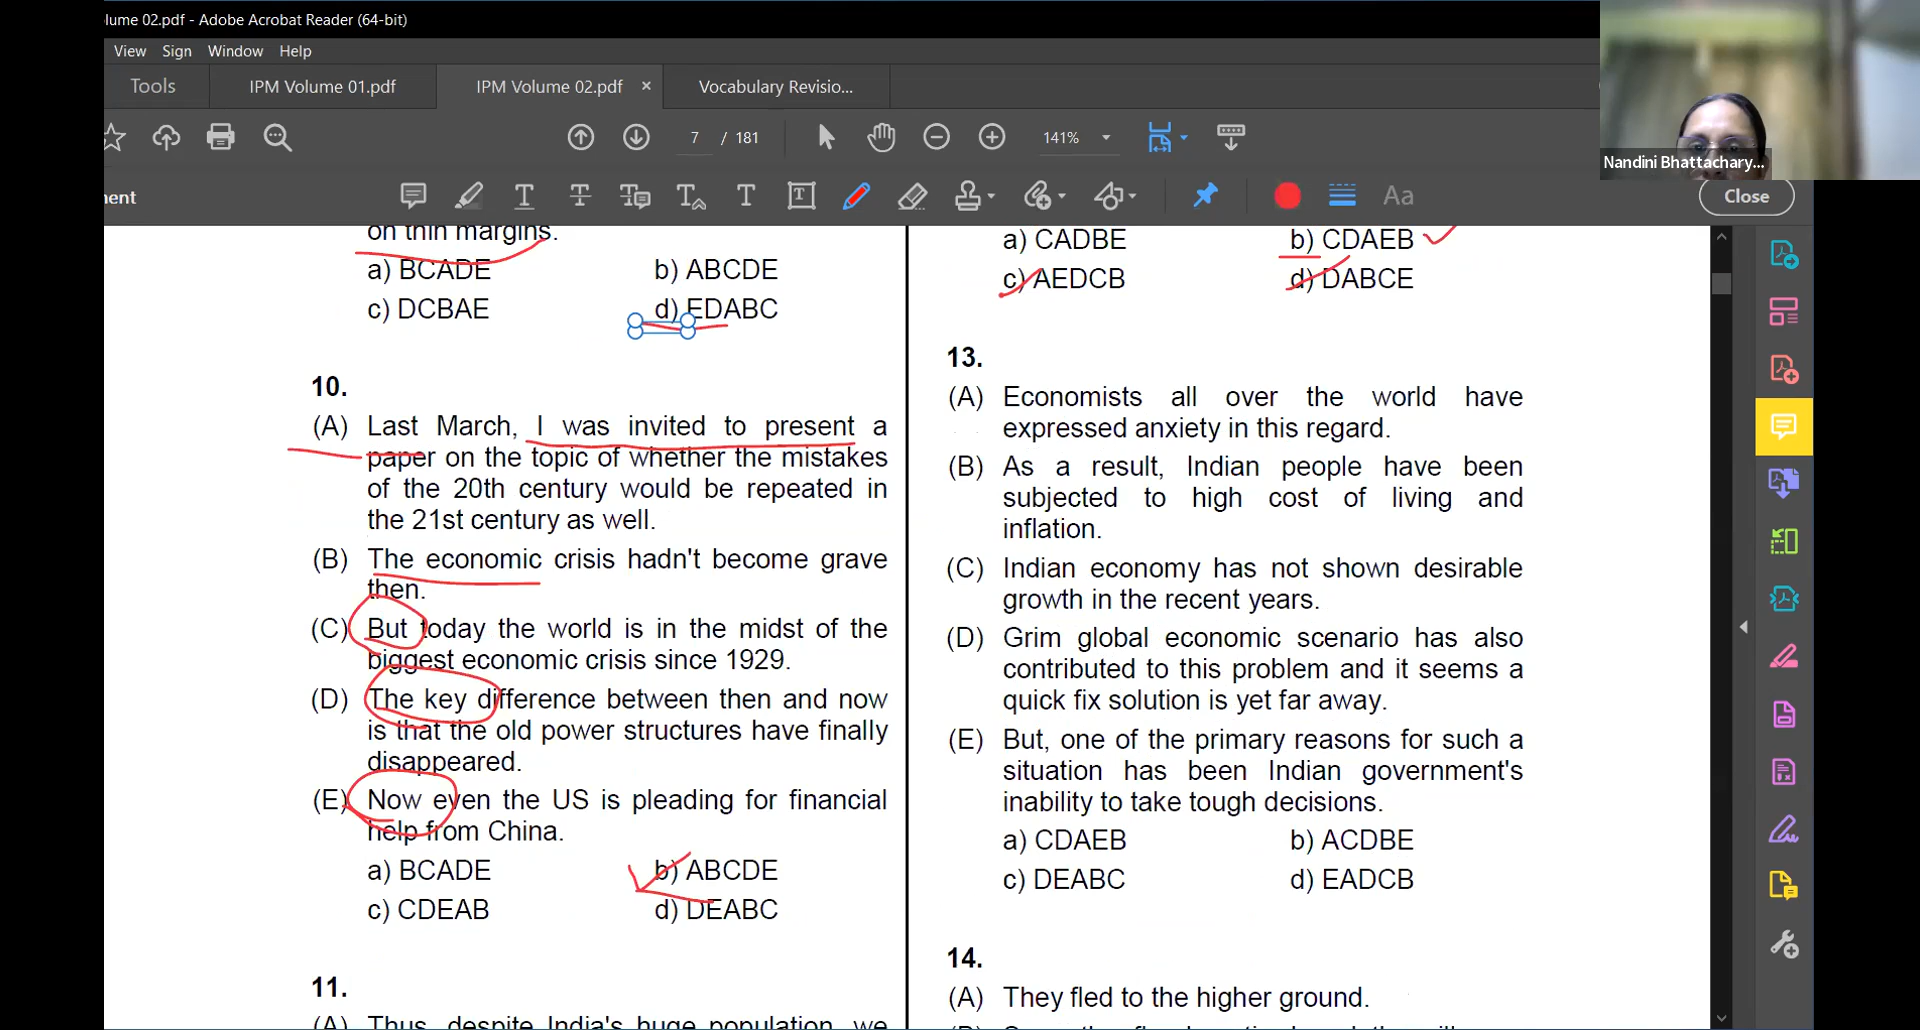 lume 02.pdf - Adobe Acrobat Reader (64-bit)
View Sign Window Help
Tools
IPM Volume 01.pdf
IPM Volume 02.pdf ×
Vocabulary Revisio...
7 / 181
141%
ent
Aa
Close
Nandini Bhattachary...
on thin margins.
a) BCADE b) ABCDE
c) DCBAE d) EDABC
10.
(A) Last March, I was invited to present a
paper on the topic of whether the mistakes
of the 20th century would be repeated in
the 21st century as well.
(B) The economic crisis hadn't become grave
then.
(C) But today the world is in the midst of the
biggest economic crisis since 1929.
(D) The key difference between then and now
is that the old power structures have finally
disappeared.
(E) Now even the US is pleading for financial
help from China.
a) BCADE b) ABCDE
c) CDEAB d) DEABC
11.
(A) Thus, despite India's huge population, we
a) CADBE b) CDAEB
c) AEDCB d) DABCE
13.
(A) Economists all over the world have
expressed anxiety in this regard.
(B) As a result, Indian people have been
subjected to high cost of living and
inflation.
(C) Indian economy has not shown desirable
growth in the recent years.
(D) Grim global economic scenario has also
contributed to this problem and it seems a
quick fix solution is yet far away.
(E) But, one of the primary reasons for such a
situation has been Indian government's
inability to take tough decisions.
a) CDAEB b) ACDBE
c) DEABC d) EADCB
14.
(A) They fled to the higher ground.